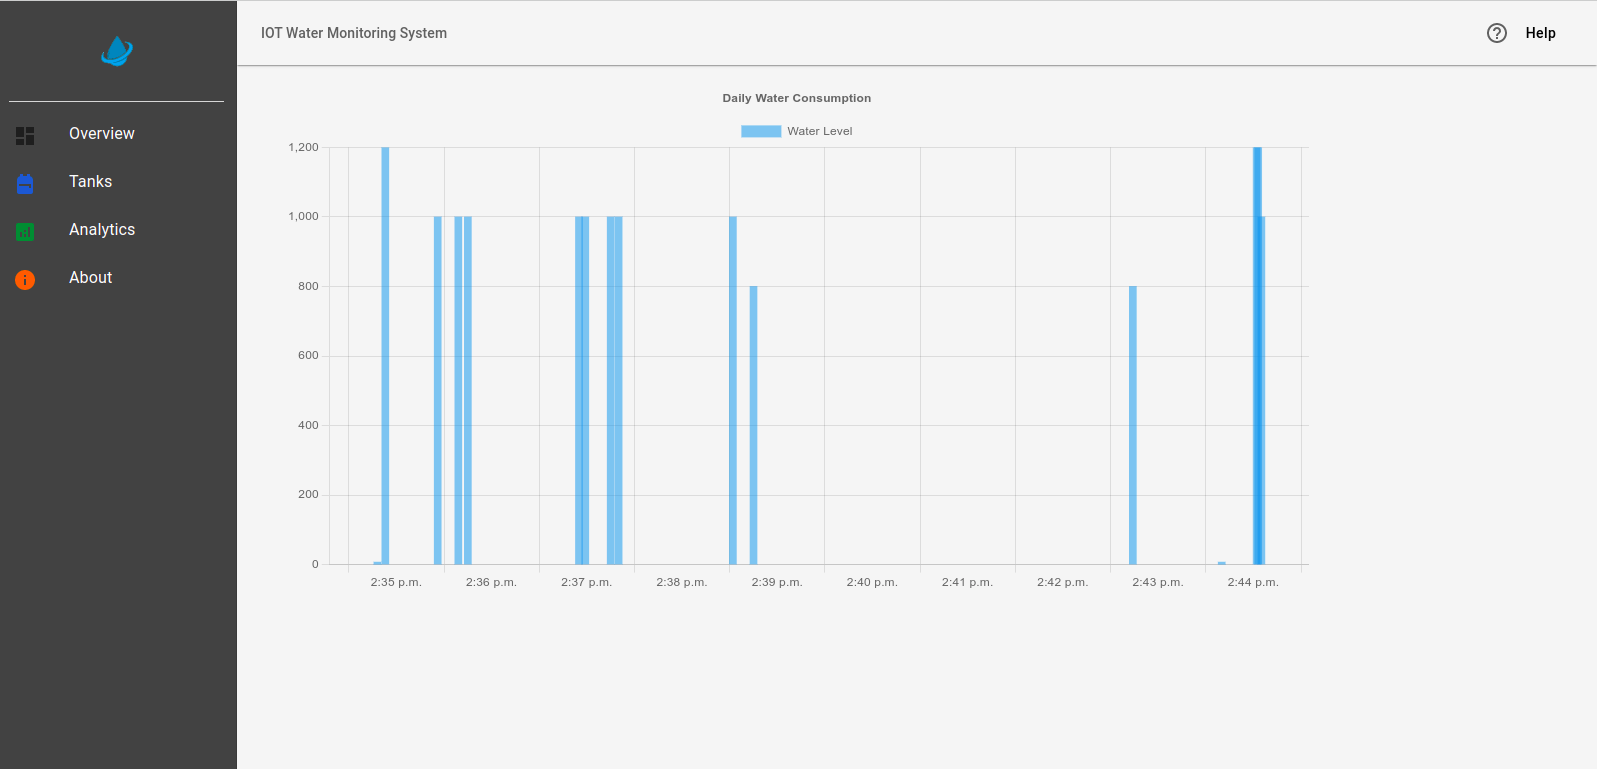 IOT Water Monitoring System
Help
Overview
Tanks
Analytics
About
Daily Water Consumption
Water Level
1,200
1,000
800
600
400
200
0
2:35 p.m. 2:36 p.m. 2:37 p.m. 2:38 p.m. 2:39 p.m. 2:40 p.m. 2:41 p.m. 2:42 p.m. 2:43 p.m. 2:44 p.m.